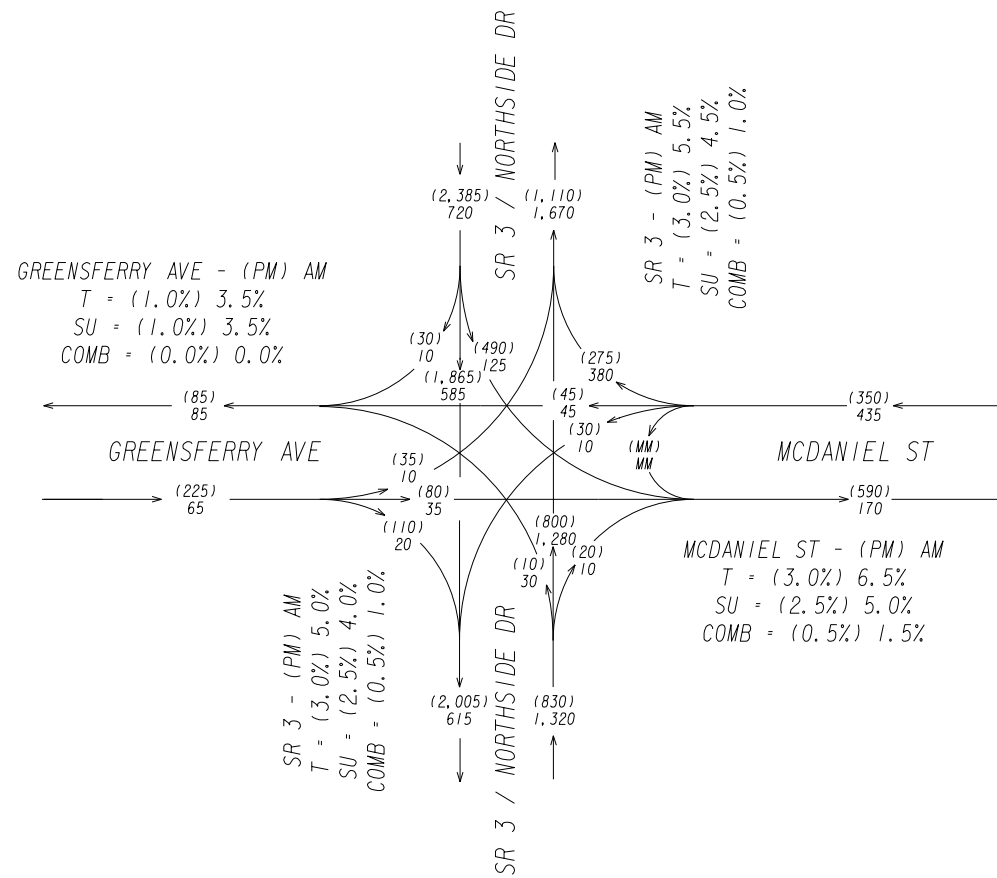 SR 3 / NORTHSIDE DR
SR 3 - (PM) AM
T = (3.0%) 5.5%
SU = (2.5%) 4.5%
COMB = (0.5%) 1.0%
(2,385)
720
(1,110)
1,670
GREENSFERRY AVE - (PM) AM
T = (1.0%) 3.5%
SU = (1.0%) 3.5%
COMB = (0.0%) 0.0%
(30)
10
(490)
125
(1,865)
585
(275)
380
(85)
85
(45)
45
(350)
435
(30)
10
(MM)
MM
GREENSFERRY AVE
MCDANIEL ST
(35)
10
(225)
65
(80)
35
(590)
170
(110)
20
(800)
1,280
(10)
30
(20)
10
MCDANIEL ST - (PM) AM
T = (3.0%) 6.5%
SU = (2.5%) 5.0%
COMB = (0.5%) 1.5%
SR 3 - (PM) AM
T = (3.0%) 5.0%
SU = (2.5%) 4.0%
COMB = (0.5%) 1.0%
(2,005)
615
(830)
1,320
SR 3 / NORTHSIDE DR